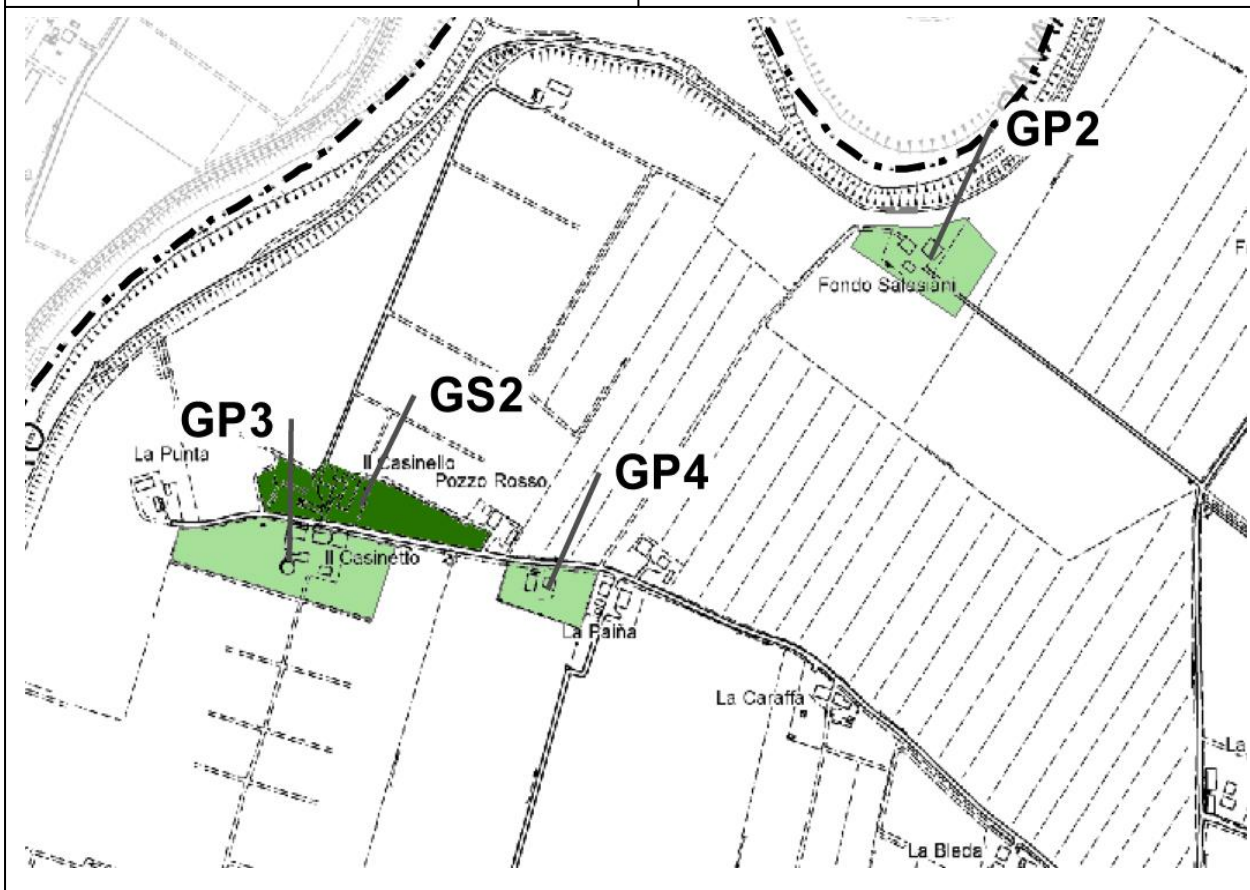 GP2
Fondo Salesiani
GS2
GP3
La Punta
Il Casinello
Pozzo Rosso
GP4
Il Casinetto
La Paina
La Caraffa
La
La Bleda